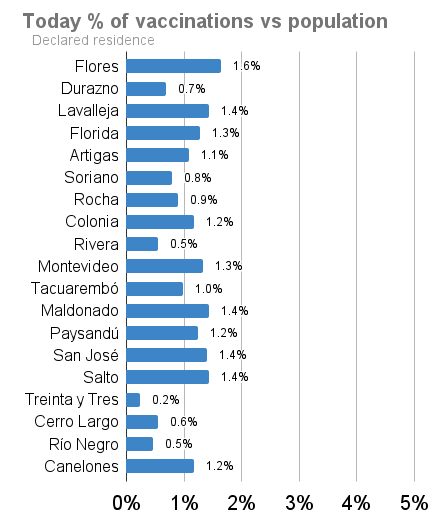 Today % of vaccinations vs population
Declared residence
Flores 1.6%
Durazno 0.7%
Lavalleja 1.4%
Florida 1.3%
Artigas 1.1%
Soriano 0.8%
Rocha 0.9%
Colonia 1.2%
Rivera 0.5%
Montevideo 1.3%
Tacuarembó 1.0%
Maldonado 1.4%
Paysandú 1.2%
San José 1.4%
Salto 1.4%
Treinta y Tres 0.2%
Cerro Largo 0.6%
Río Negro 0.5%
Canelones 1.2%
0% 1% 2% 3% 4% 5%